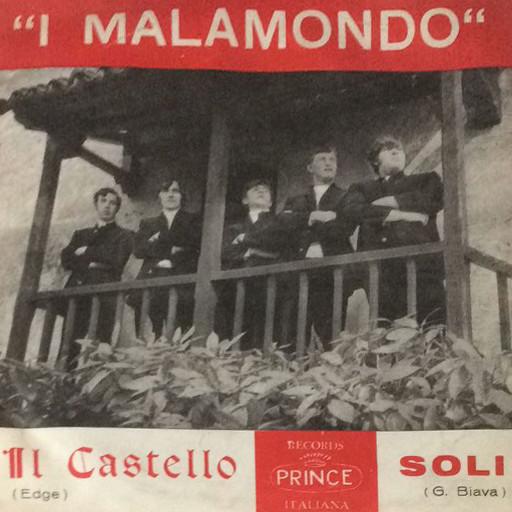 "I MALAMONDO"
Il Castello
(Edge)
RECORDS
PRINCE
ITALIANA
SOLI
(G. Biava)